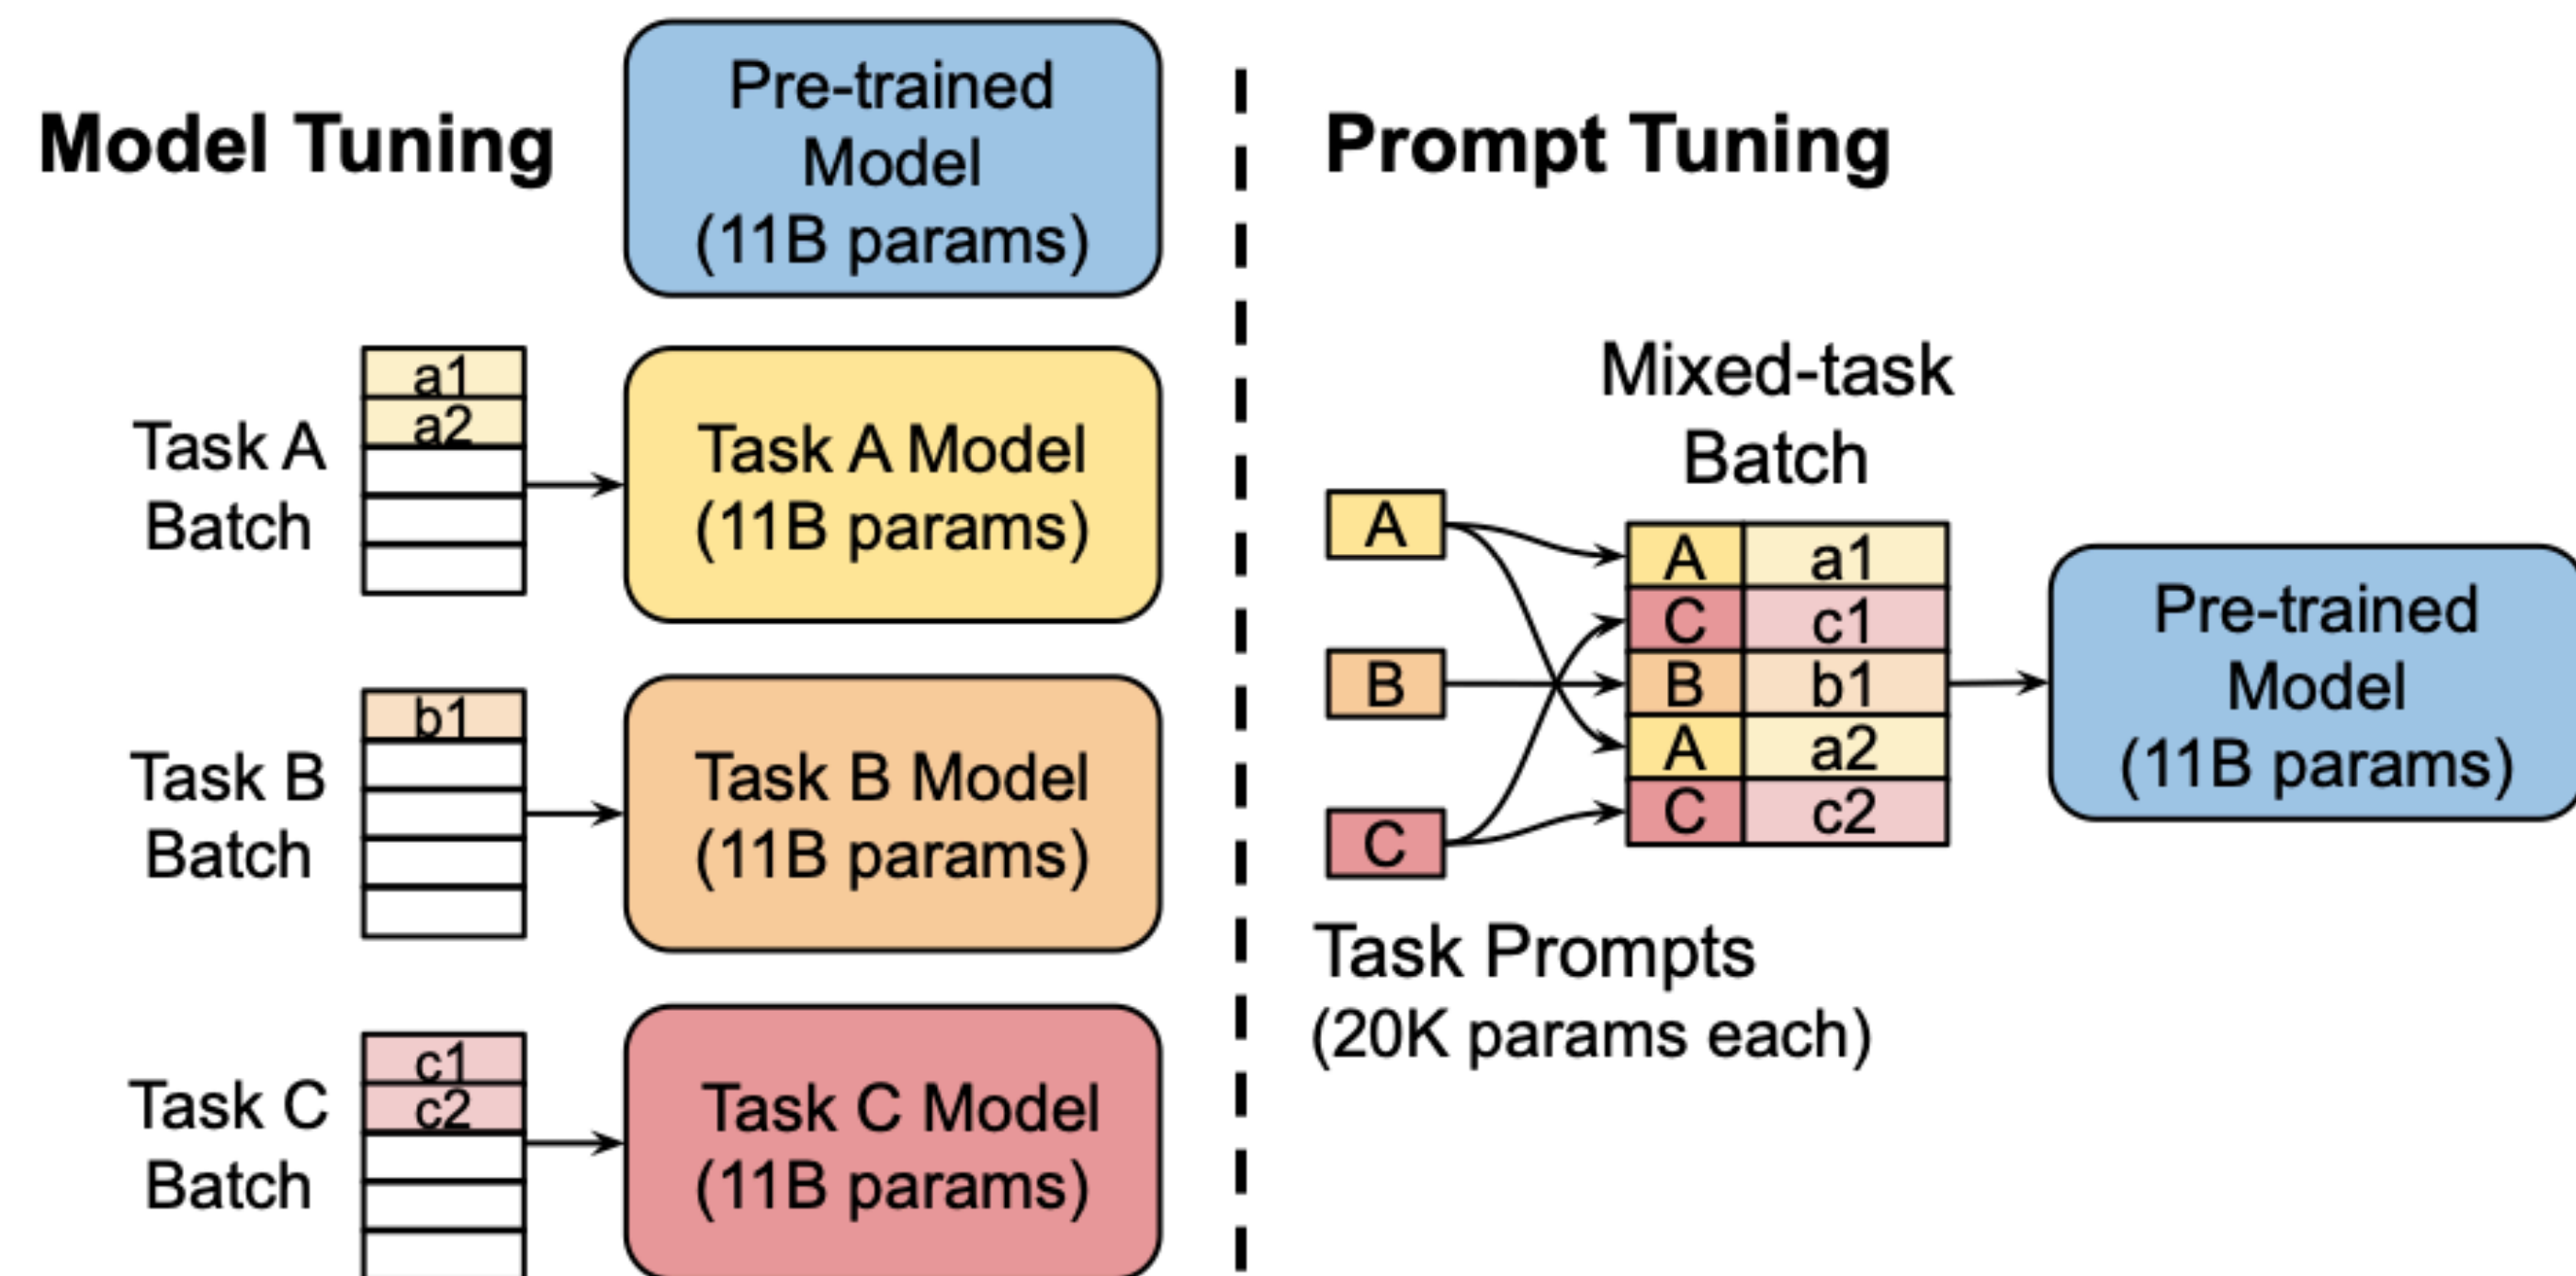 Model Tuning
Pre-trained
Model
(11B params)
a1
a2
Task A
Batch
Task A Model
(11B params)
b1
Task B
Batch
Task B Model
(11B params)
c1
c2
Task C
Batch
Task C Model
(11B params)
Prompt Tuning
Mixed-task
Batch
A
B
C
A a1
C c1
B b1
A a2
C c2
Task Prompts
(20K params each)
Pre-trained
Model
(11B params)